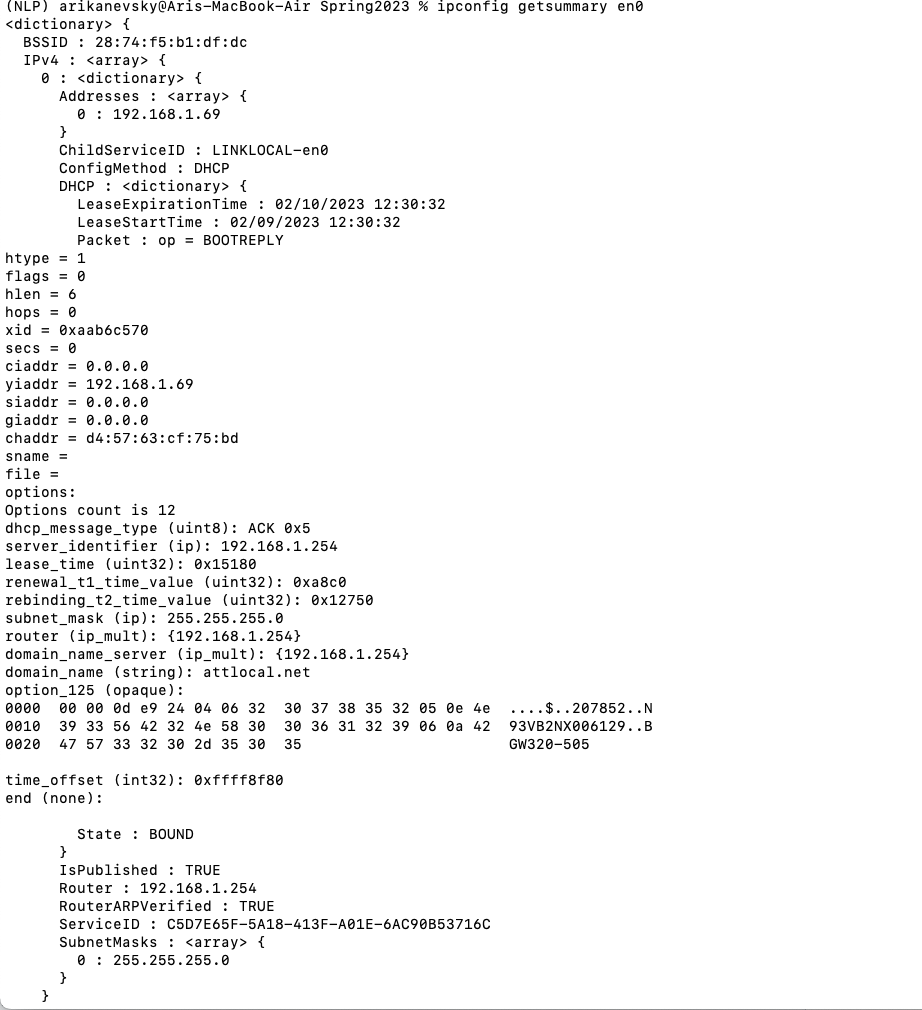 (NLP) arikanevsky@Aris-MacBook-Air Spring2023 % ipconfig getsummary en0
<dictionary> {
  BSSID : 28:74:f5:b1:df:dc
  IPv4 : <array> {
    0 : <dictionary> {
      Addresses : <array> {
        0 : 192.168.1.69
      }
      ChildServiceID : LINKLOCAL-en0
      ConfigMethod : DHCP
      DHCP : <dictionary> {
        LeaseExpirationTime : 02/10/2023 12:30:32
        LeaseStartTime : 02/09/2023 12:30:32
        Packet : op = BOOTREPLY
htype = 1
flags = 0
hlen = 6
hops = 0
xid = 0xaab6c570
secs = 0
ciaddr = 0.0.0.0
yiaddr = 192.168.1.69
siaddr = 0.0.0.0
giaddr = 0.0.0.0
chaddr = d4:57:63:cf:75:bd
sname =
file =
options:
Options count is 12
dhcp_message_type (uint8): ACK 0x5
server_identifier (ip): 192.168.1.254
lease_time (uint32): 0x15180
renewal_t1_time_value (uint32): 0xa8c0
rebinding_t2_time_value (uint32): 0x12750
subnet_mask (ip): 255.255.255.0
router (ip_mult): {192.168.1.254}
domain_name_server (ip_mult): {192.168.1.254}
domain_name (string): attlocal.net
option_125 (opaque):
0000  00 00 0d e9 24 04 06 32  30 37 38 35 32 05 0e 4e  ....$..207852..N
0010  39 33 56 42 32 4e 58 30  30 36 31 32 39 06 0a 42  93VB2NX006129..B
0020  47 57 33 32 30 2d 35 30  35                       GW320-505

time_offset (int32): 0xffff8f80
end (none):

        State : BOUND
      }
      IsPublished : TRUE
      Router : 192.168.1.254
      RouterARPVerified : TRUE
      ServiceID : C5D7E65F-5A18-413F-A01E-6AC90B53716C
      SubnetMasks : <array> {
        0 : 255.255.255.0
      }
    }